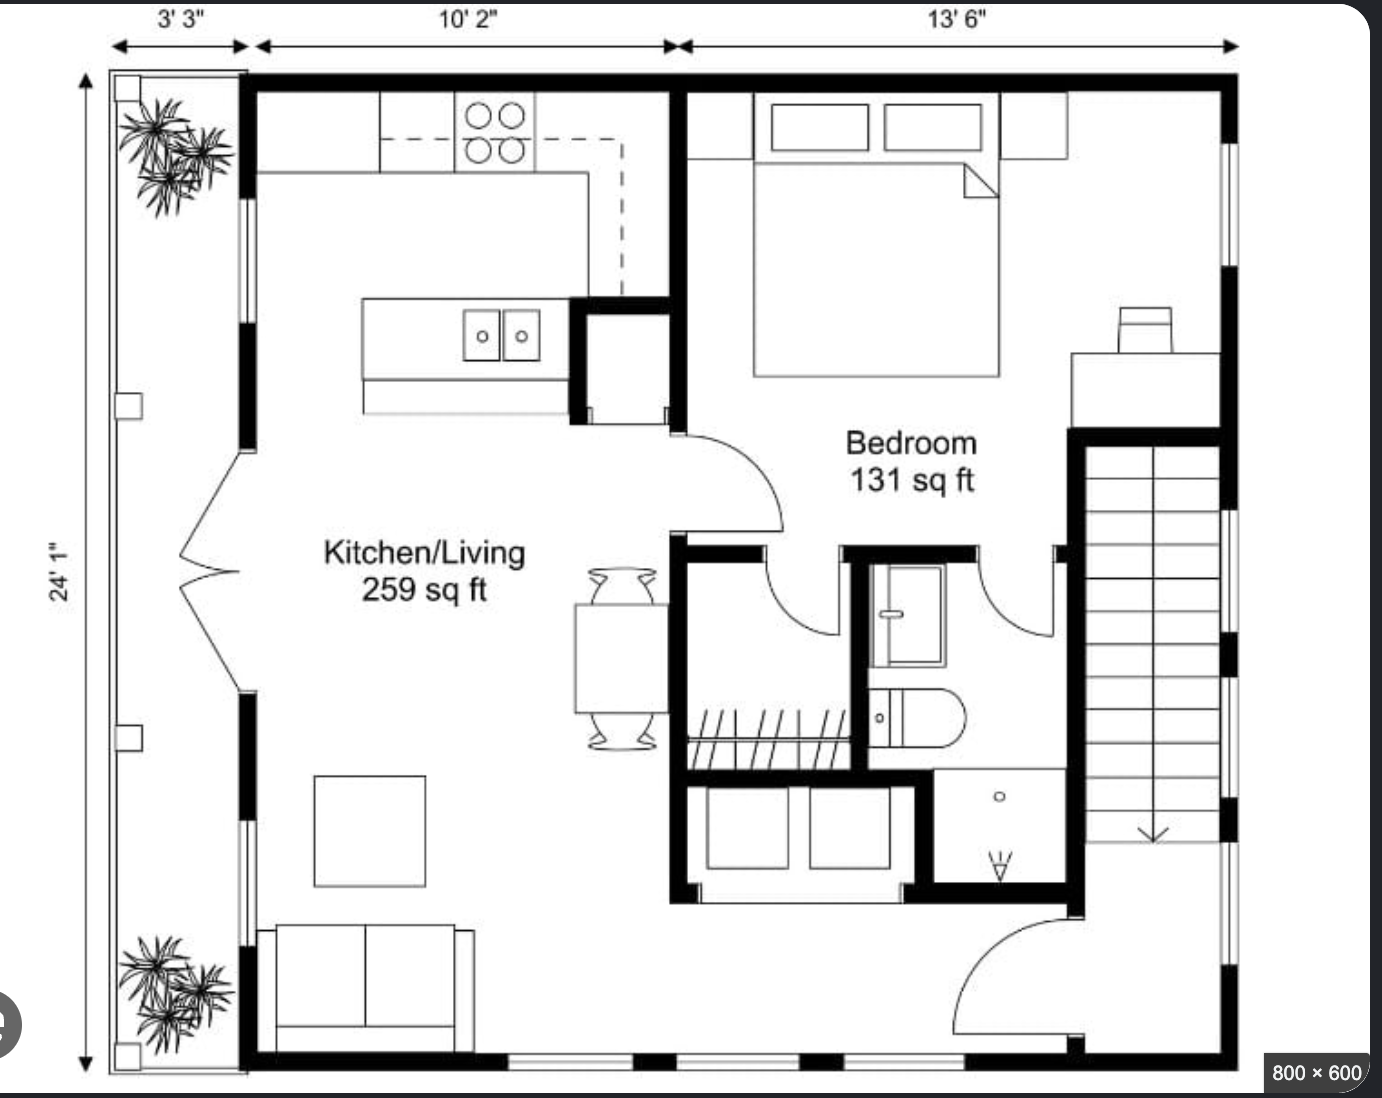 3' 3"
10' 2"
13' 6"
24' 1"
Bedroom
131 sq ft
Kitchen/Living
259 sq ft
800 × 600